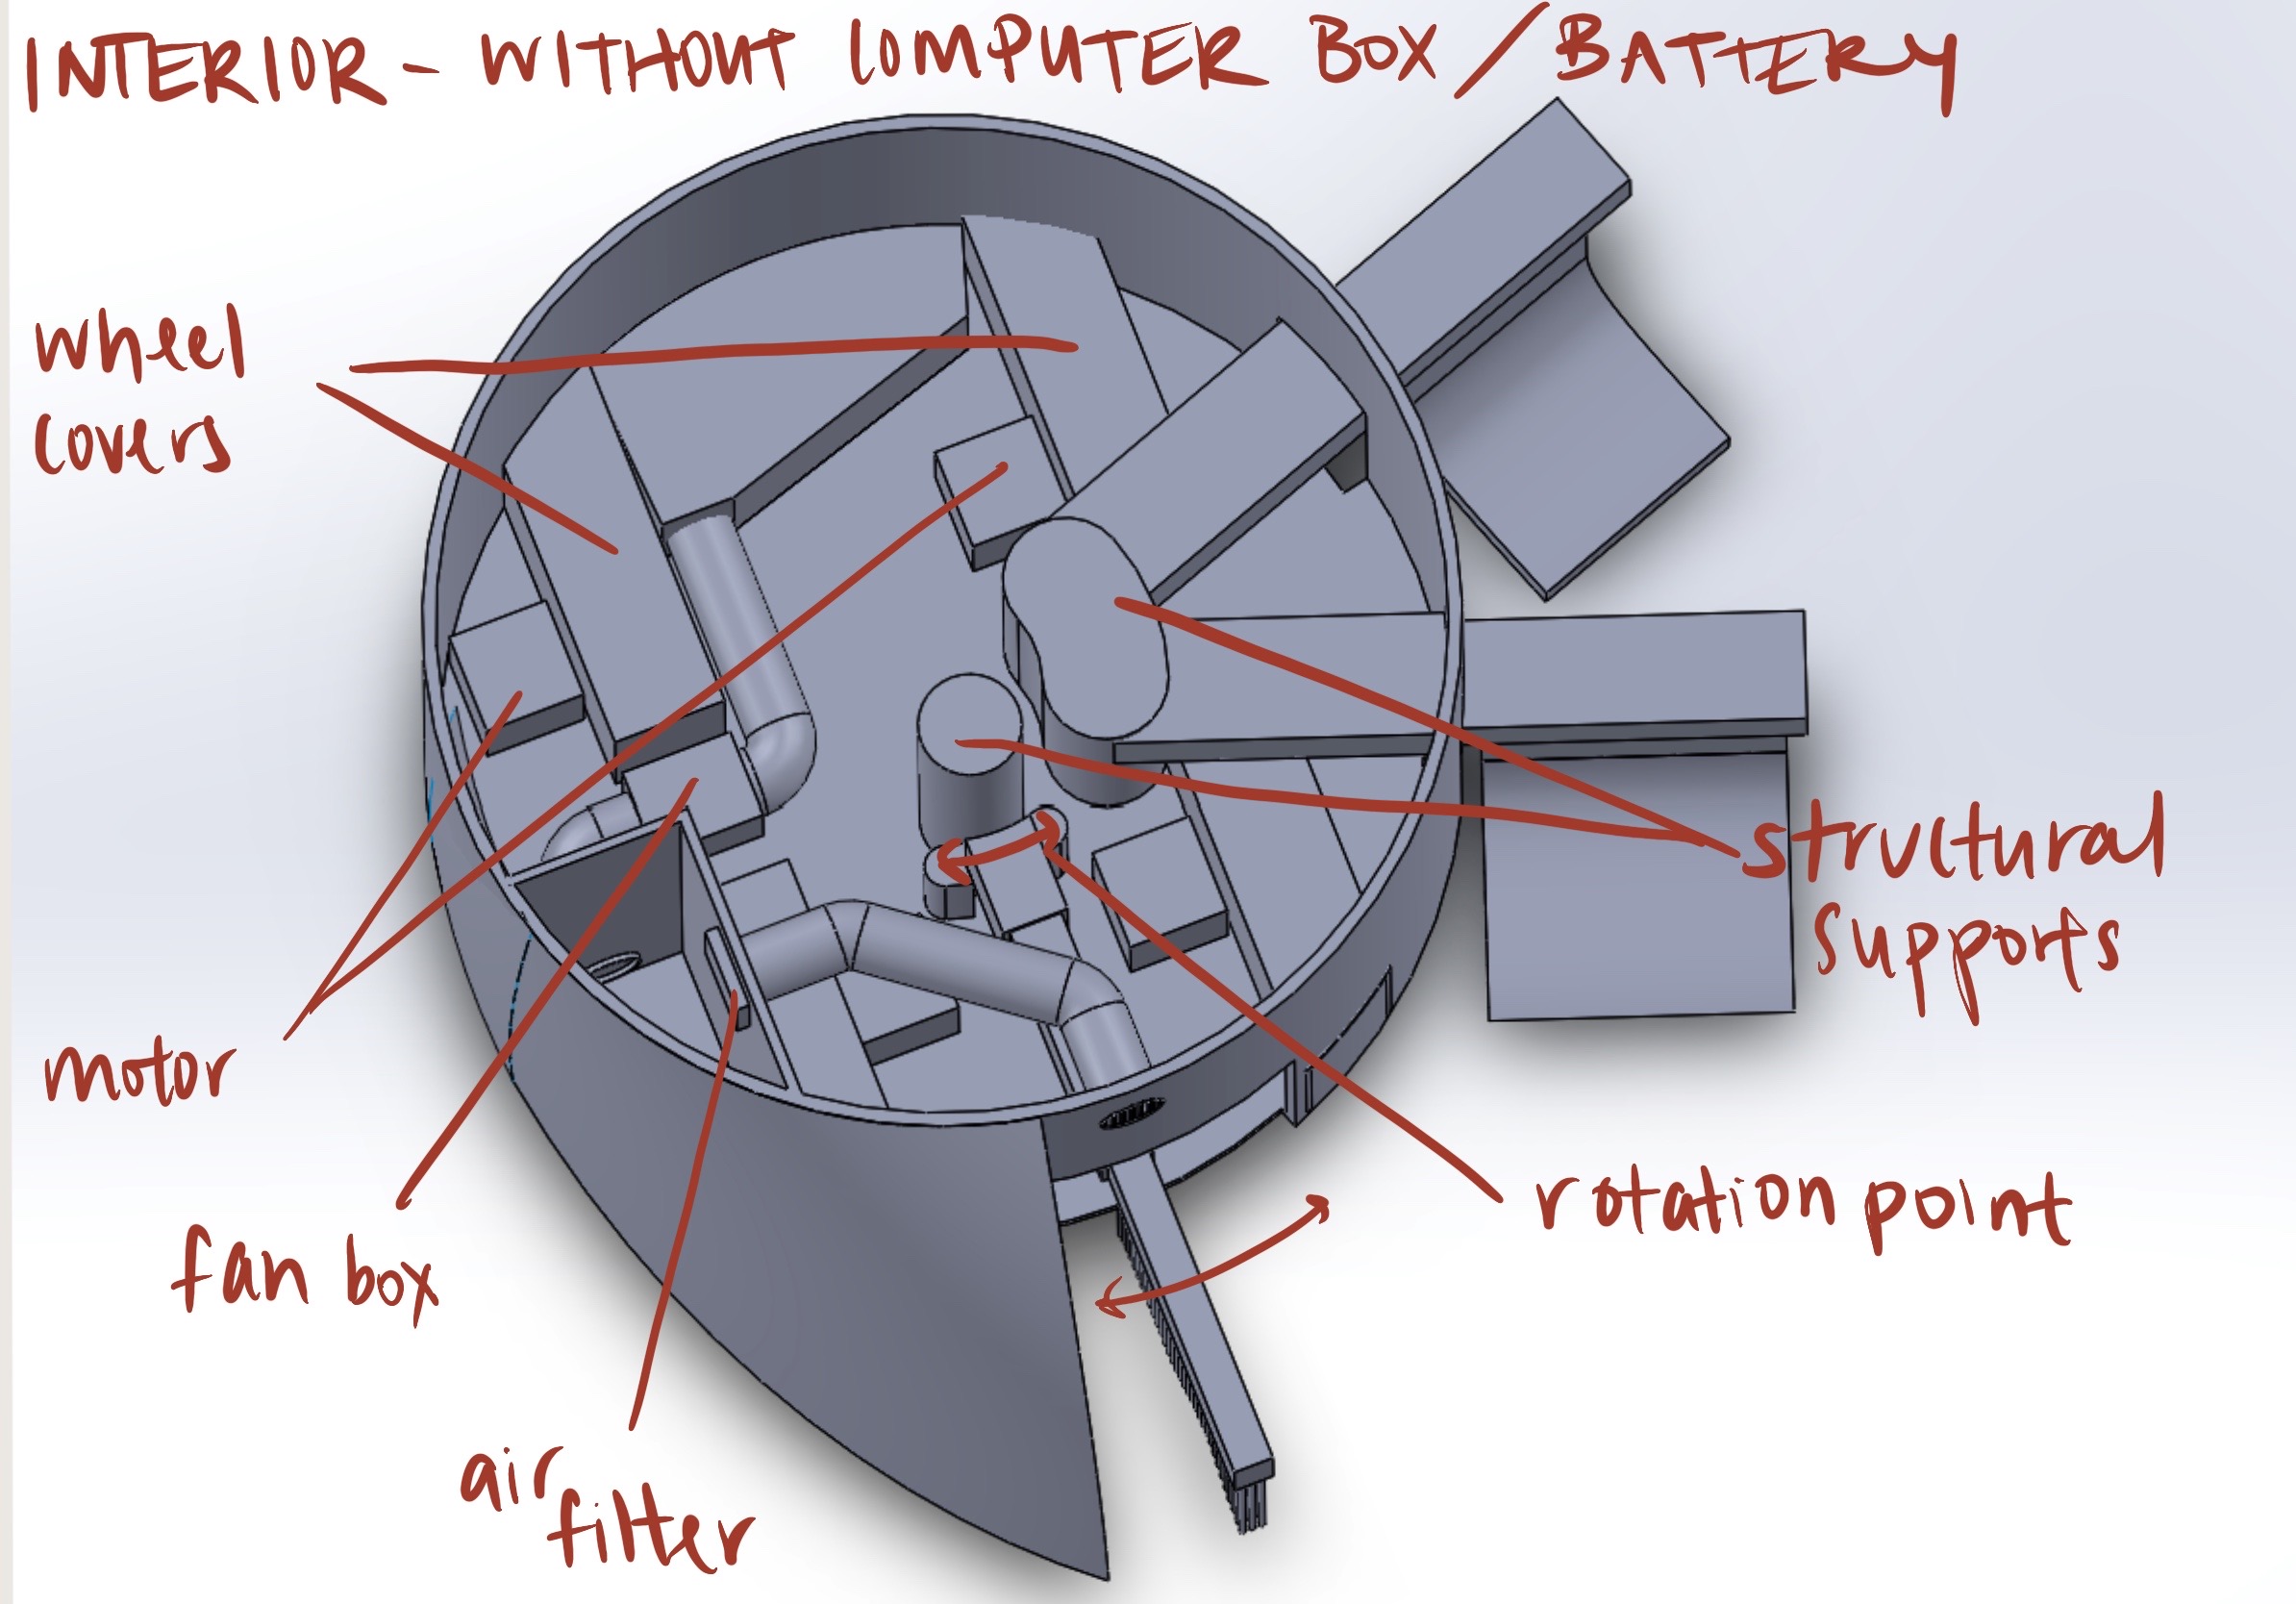 INTERIOR - WITHOUT COMPUTER BOX / BATTERY
wheel
covers
structural
supports
motor
rotation point
fan box
air
filter